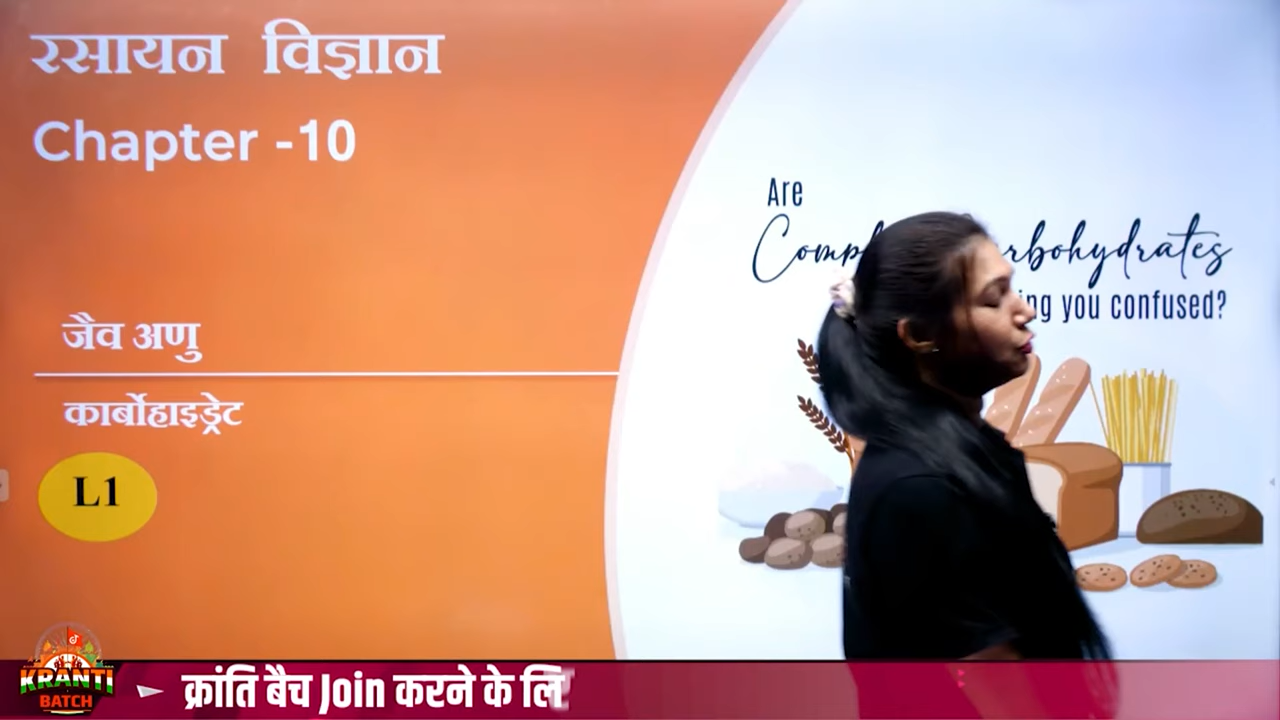 रसायन विज्ञान
Chapter -10
जैव अणु
कार्बोहाइड्रेट
L1
Are
you confused?
KRANTI
BATCH
क्रांति बैच Join करने के लि